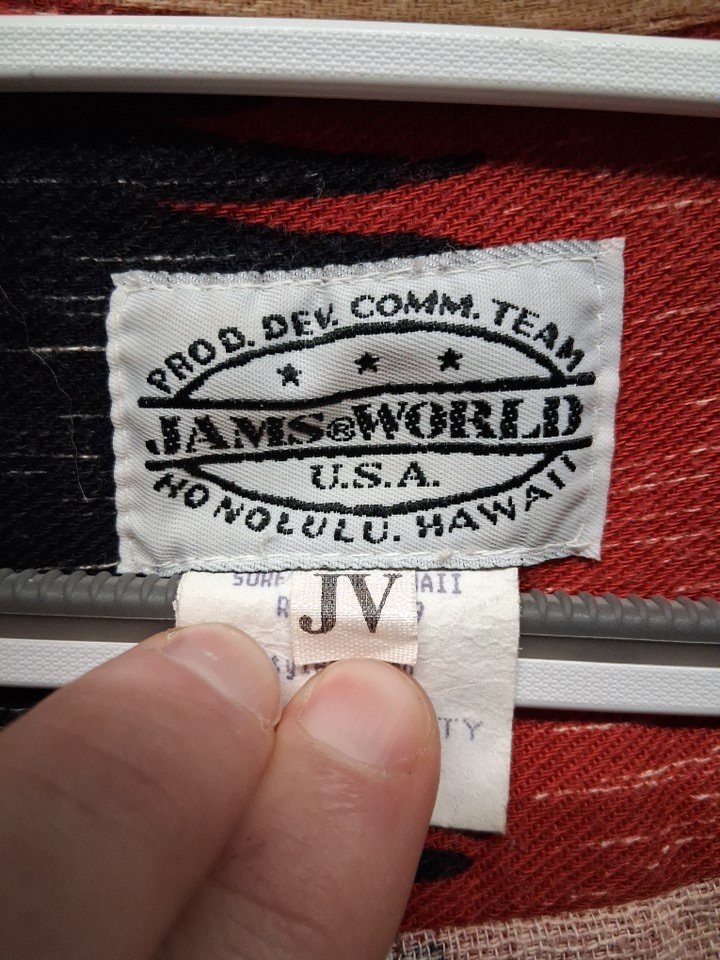 PROD. DEV. COMM. TEAM
JAMS®WORLD
U.S.A.
HONOLULU. HAWAII
JV